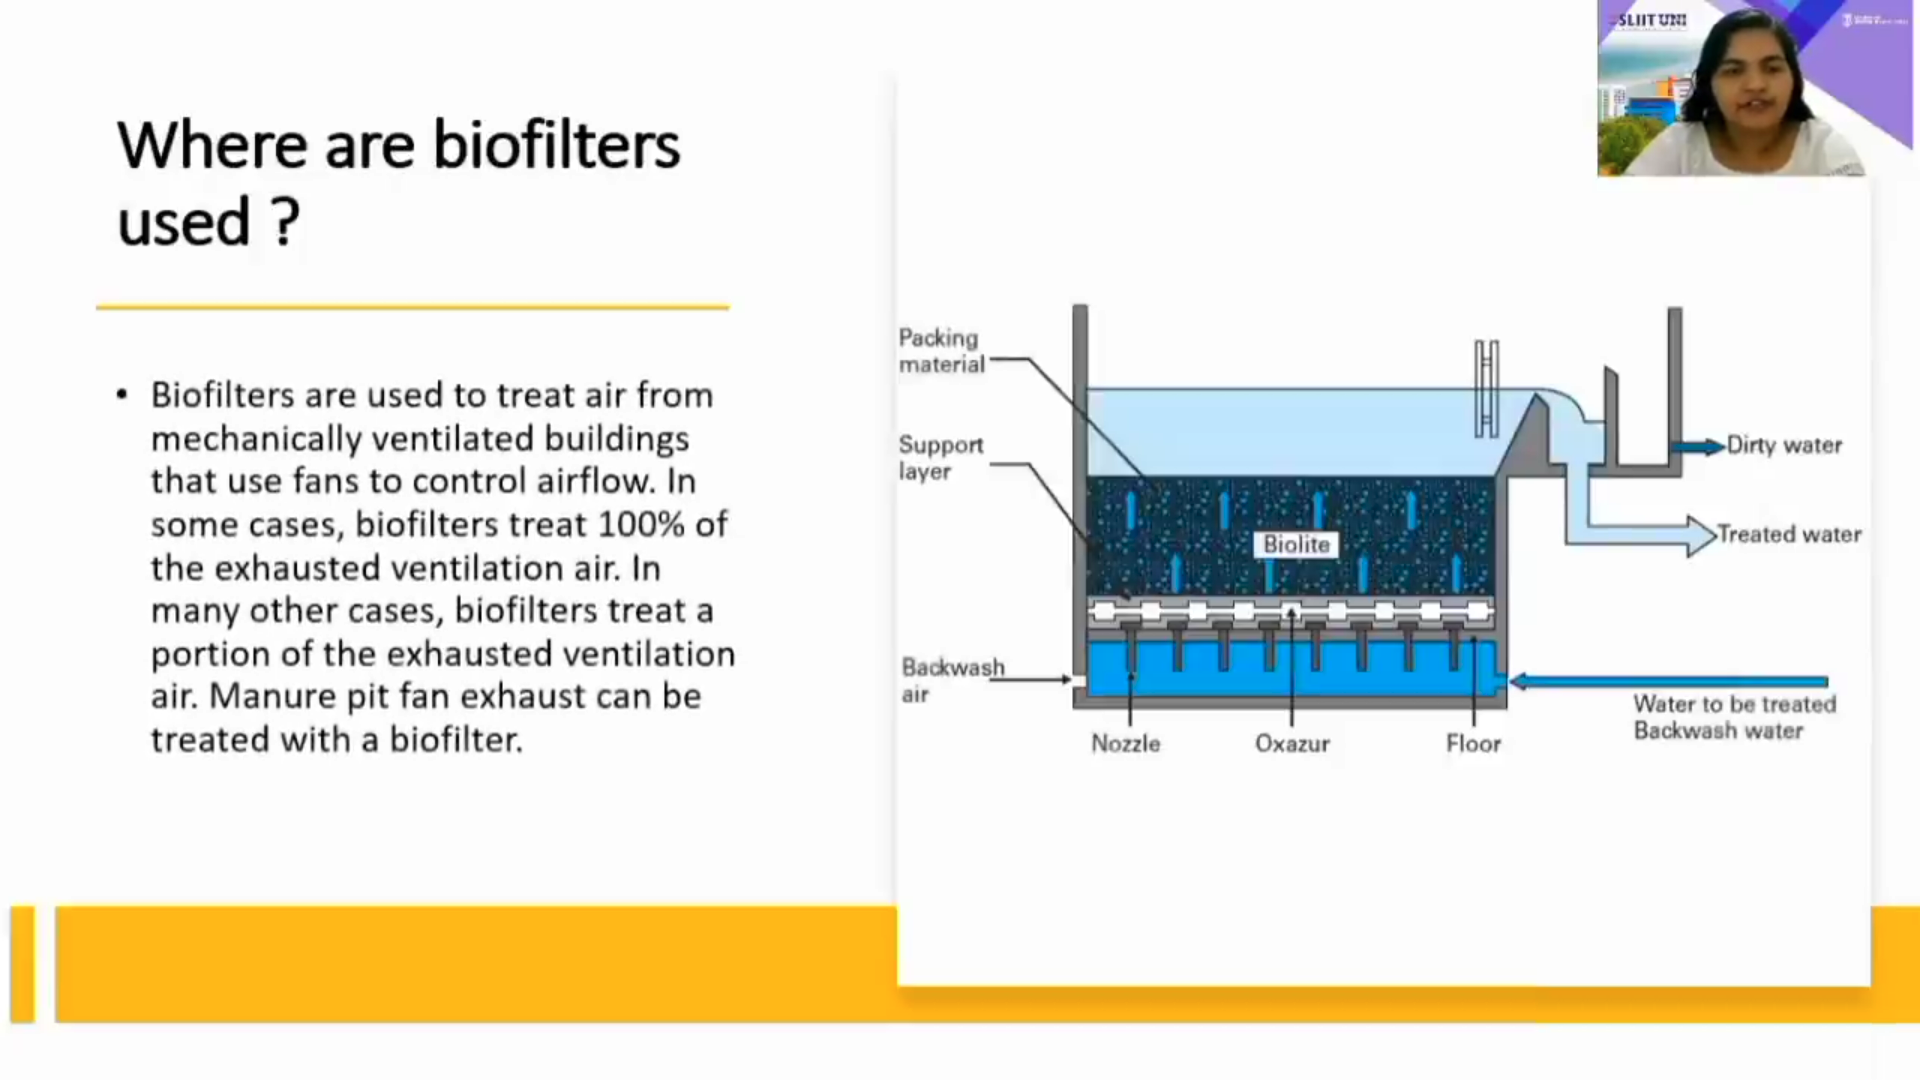 SLIIT UNI
Where are biofilters
used ?
• Biofilters are used to treat air from
mechanically ventilated buildings
that use fans to control airflow. In
some cases, biofilters treat 100% of
the exhausted ventilation air. In
many other cases, biofilters treat a
portion of the exhausted ventilation
air. Manure pit fan exhaust can be
treated with a biofilter.
Packing
material
Support
layer
Dirty water
Treated water
Biolite
Backwash
air
Water to be treated
Backwash water
Nozzle
Oxazur
Floor